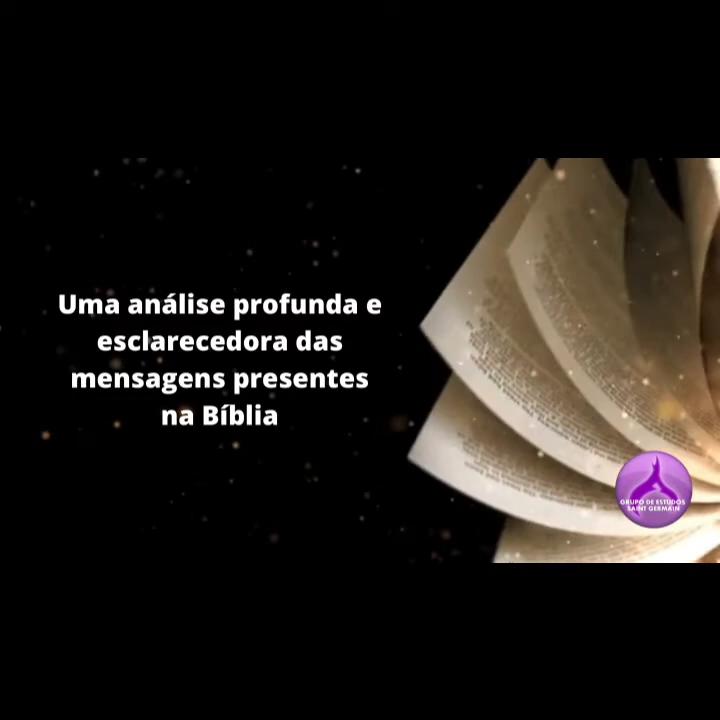 Uma análise profunda e
esclarecedora das
mensagens presentes
na Bíblia
GRUPO DE ESTUDOS
SAINT GERMAIN